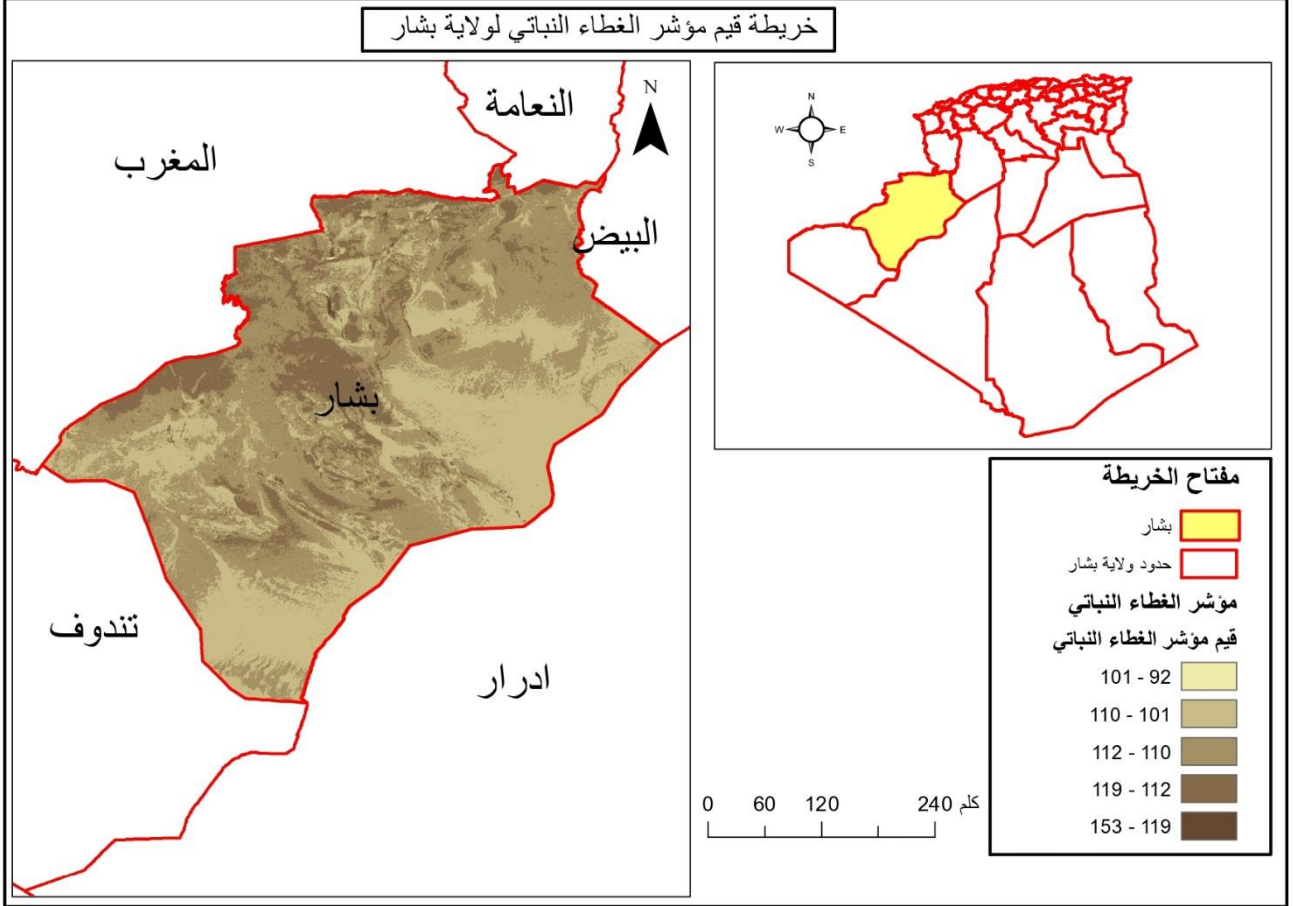 خريطة قيم مؤشر الغطاء النباتي لولاية بشار
النعامة
N
المغرب
البيض
بشار
تندوف
ادرار
N
W
E
S
مفتاح الخريطة
بشار
حدود ولاية بشار
مؤشر الغطاء النباتي
قيم مؤشر الغطاء النباتي
101 - 92
110 - 101
112 - 110
119 - 112
153 - 119
0 60 120 240 كلم